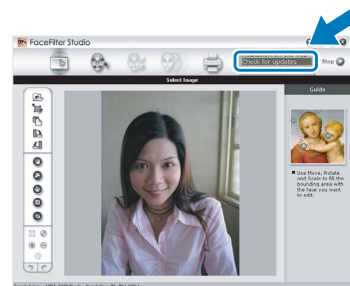 FaceFilter Studio
Check for updates
Step
Select Image
Guide
Use Move, Rotate
and Scale to fill the
bounding area with
the face you want
to edit.